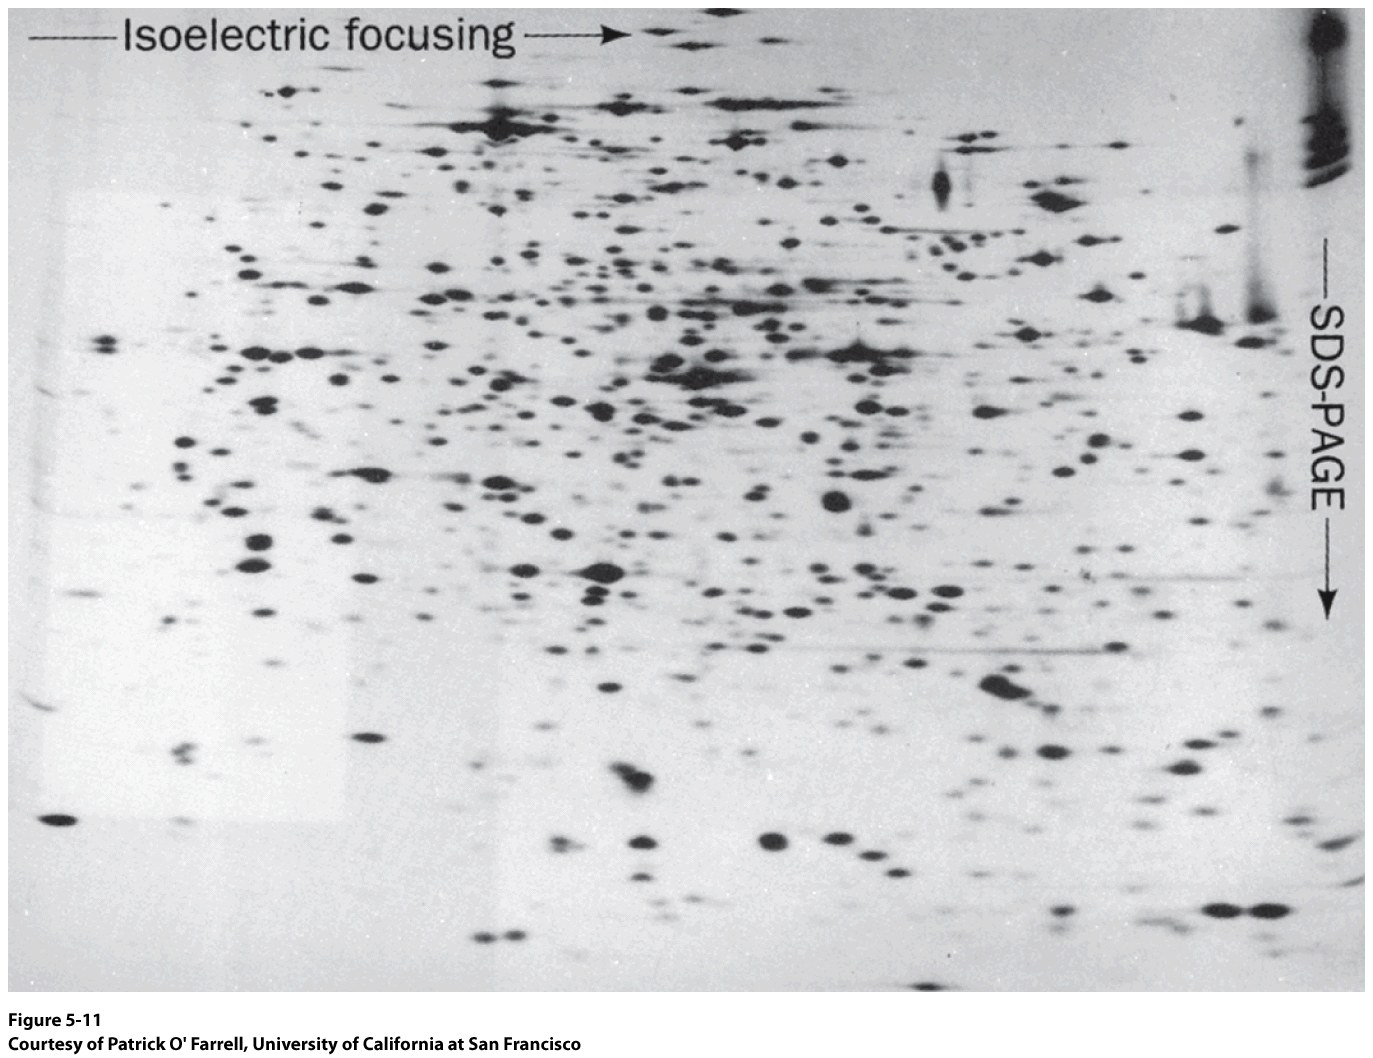 Isoelectric focusing
SDS-PAGE
Figure 5-11
Courtesy of Patrick O' Farrell, University of California at San Francisco